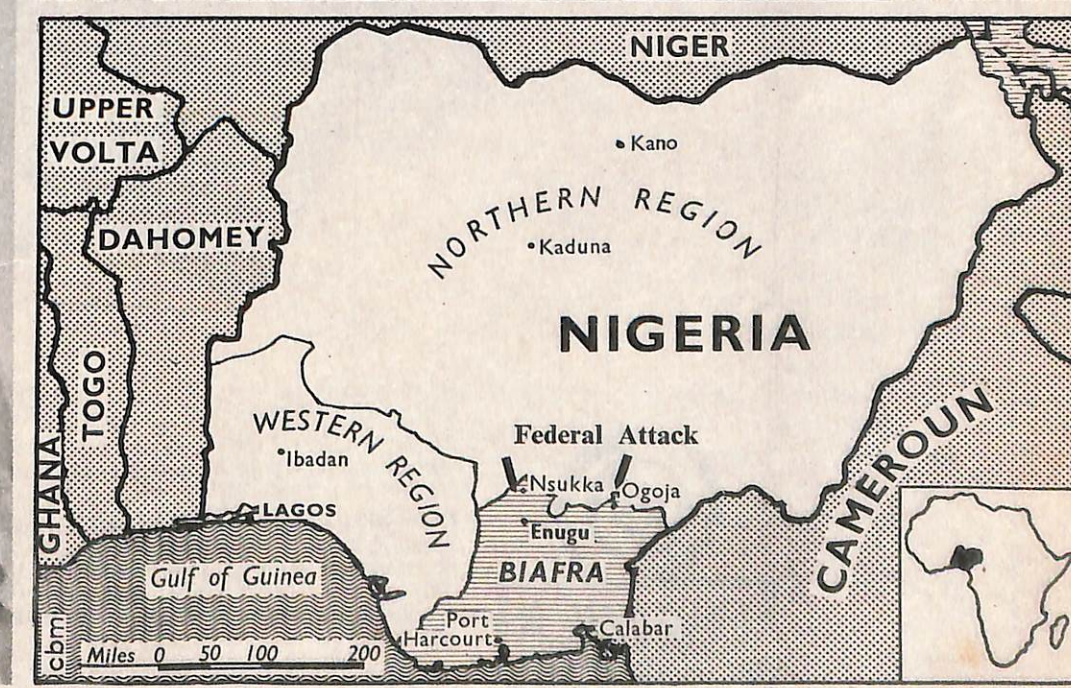 NIGER
UPPER
VOLTA
Kano
NORTHERN REGION
DAHOMEY
Kaduna
NIGERIA
TOGO
WESTERN REGION
Federal Attack
Ibadan
Nsukka
Ogoja
CAMEROUN
GHANA
LAGOS
Enugu
Gulf of Guinea
BIAFRA
Port
Harcourt
Calabar
cbmi
Miles 0 50 100 200